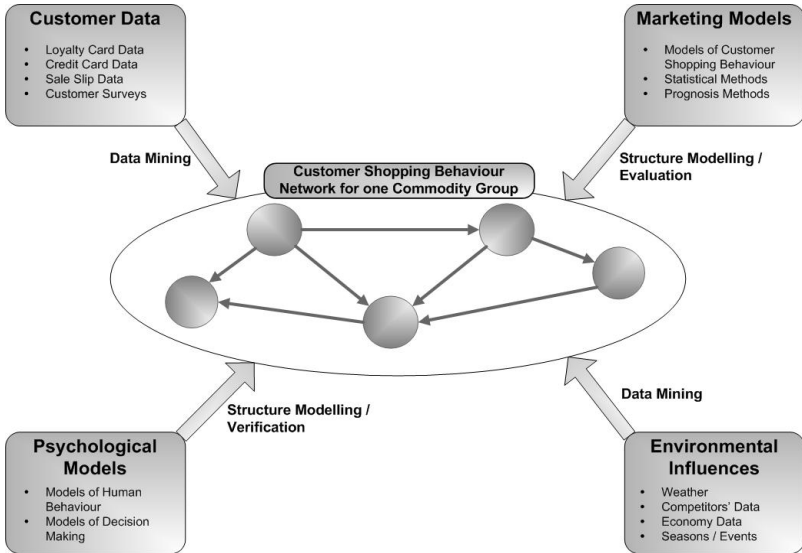 Customer Data
• Loyalty Card Data
• Credit Card Data
• Sale Slip Data
• Customer Surveys
Marketing Models
• Models of Customer
Shopping Behaviour
• Statistical Methods
• Prognosis Methods
Data Mining
Structure Modelling /
Evaluation
Customer Shopping Behaviour
Network for one Commodity Group
Structure Modelling /
Verification
Data Mining
Psychological
Models
• Models of Human
Behaviour
• Models of Decision
Making
Environmental
Influences
• Weather
• Competitors' Data
• Economy Data
• Seasons / Events